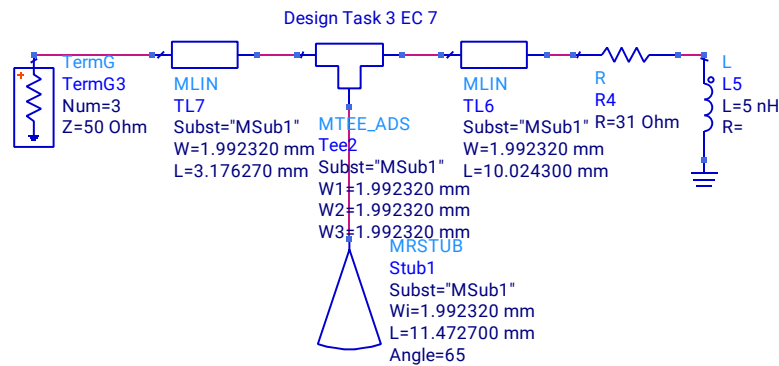 Design Task 3 EC 7
TermG
TermG3
Num=3
Z=50 Ohm
MLIN
TL7
Subst="MSub1"
W=1.992320 mm
L=3.176270 mm
MTEE_ADS
Tee2
Subst="MSub1"
W1=1.992320 mm
W2=1.992320 mm
W3=1.992320 mm
MLIN
TL6
Subst="MSub1"
W=1.992320 mm
L=10.024300 mm
R
R4
R=31 Ohm
L
L5
L=5 nH
R=
MRSTUB
Stub1
Subst="MSub1"
Wi=1.992320 mm
L=11.472700 mm
Angle=65